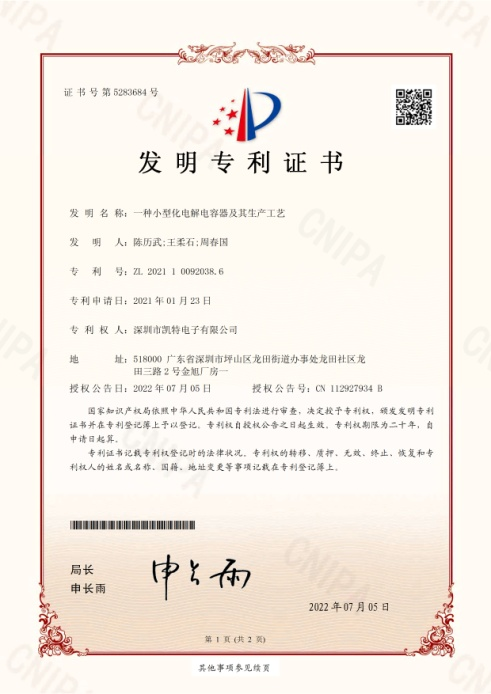 证书号第5283684号
发明专利证书
发明名称：一种小型化电解电容器及其生产工艺
发明人：陈历武;王柔石;周春国
专利号：ZL 2021 1 0092038.6
专利申请日：2021年01月23日
专利权人：深圳市凯特电子有限公司
地址：518000 广东省深圳市坪山区龙田街道办事处龙田社区龙
田三路2号金旭厂房一
授权公告日：2022年07月05日 授权公告号：CN 112927934 B
国家知识产权局依照中华人民共和国专利法进行审查，决定授予专利权，颁发发明专利
证书并在专利登记簿上予以登记。专利权自授权公告之日起生效。专利权期限为二十年，自
申请日起算。
专利证书记载专利权登记时的法律状况。专利权的转移、质押、无效、终止、恢复和专
利权人的姓名或名称、国籍、地址变更等事项记载在专利登记簿上。
局长
申长雨
申长雨
2022年07月05日
第 1 页 (共 2 页)
其他事项参见续页
CNIPA
CNIPA
CNIPA
CNIPA